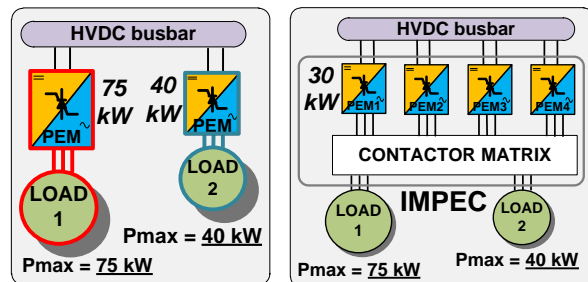 HVDC busbar
75
kW
40
kW
PEM
PEM
LOAD
1
LOAD
2
Pmax = 40 kW
Pmax = 75 kW
HVDC busbar
30
kW
PEM1
PEM2
PEM3
PEM4
CONTACTOR MATRIX
IMPEC
LOAD
1
LOAD
2
Pmax = 75 kW
Pmax = 40 kW